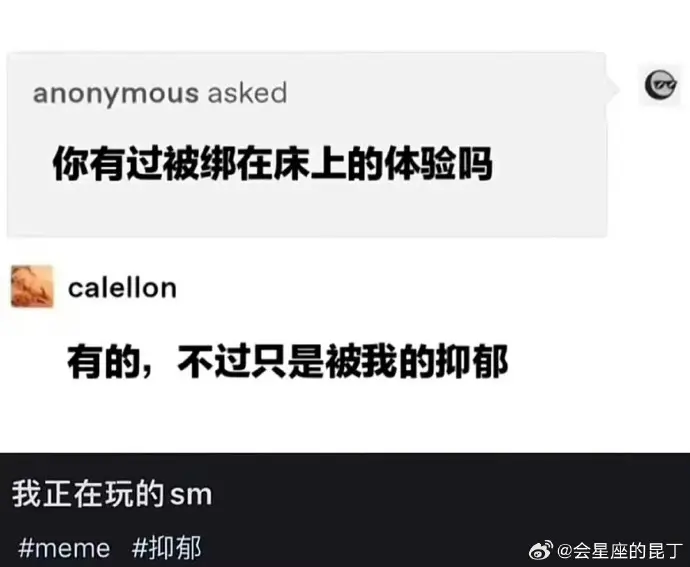 anonymous asked
你有过被绑在床上的体验吗
calellon
有的，不过只是被我的抑郁
我正在玩的sm
#meme #抑郁
@会星座的昆丁